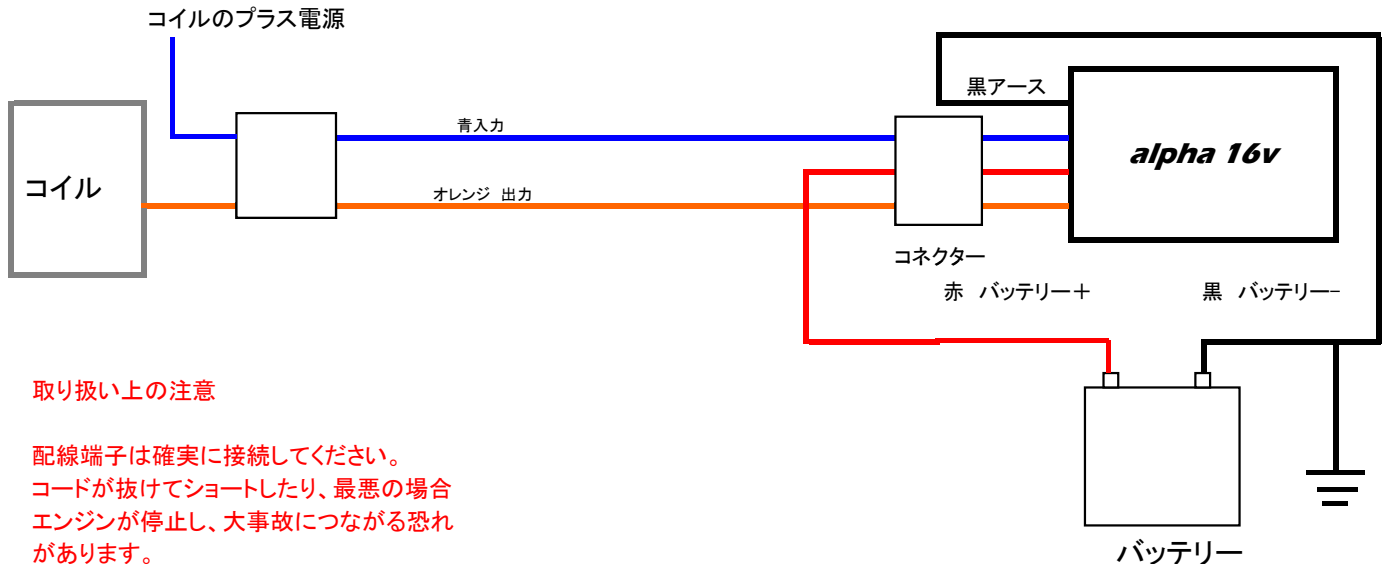 コイルのプラス電源
黒アース
青入力
alpha 16v
コイル
オレンジ 出力
コネクター
赤 バッテリー＋
黒 バッテリー-
取り扱い上の注意
配線端子は確実に接続してください。
コードが抜けてショートしたり、最悪の場合
エンジンが停止し、大事故につながる恐れ
があります。
バッテリー